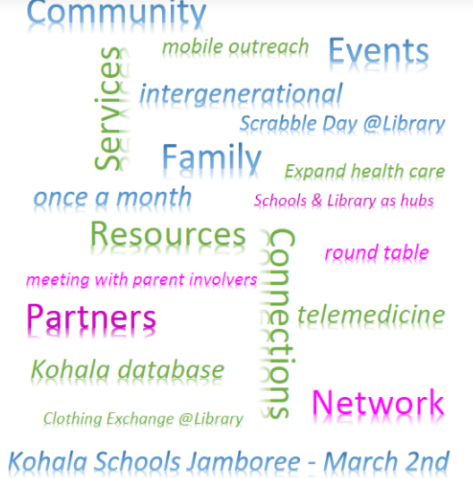 Community
mobile outreach
Events
Services
intergenerational
Scrabble Day @Library
Family
Expand health care
once a month
Schools & Library as hubs
Resources
Connections
round table
meeting with parent involvers
Partners
telemedicine
Kohala database
Network
Clothing Exchange @Library
Kohala Schools Jamboree - March 2nd